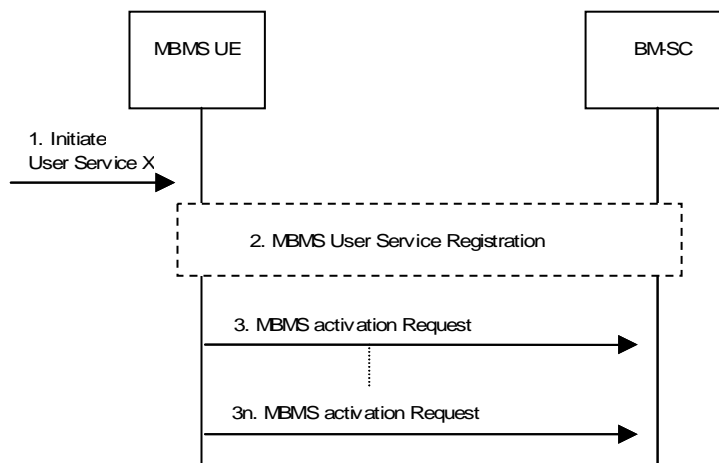 MBMS UE
BM-SC
1. Initiate
User Service X
2. MBMS User Service Registration
3. MBMS activation Request
3n. MBMS activation Request